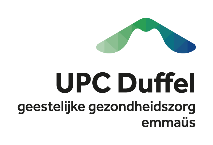 UPC Duffel
geestelijke gezondheidszorg
emmaüs